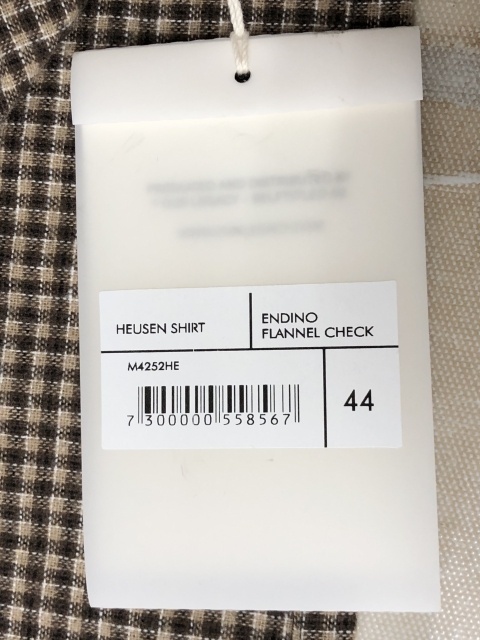 HEUSEN SHIRT
ENDINO
FLANNEL CHECK
M4252HE
7 300000 558567
44